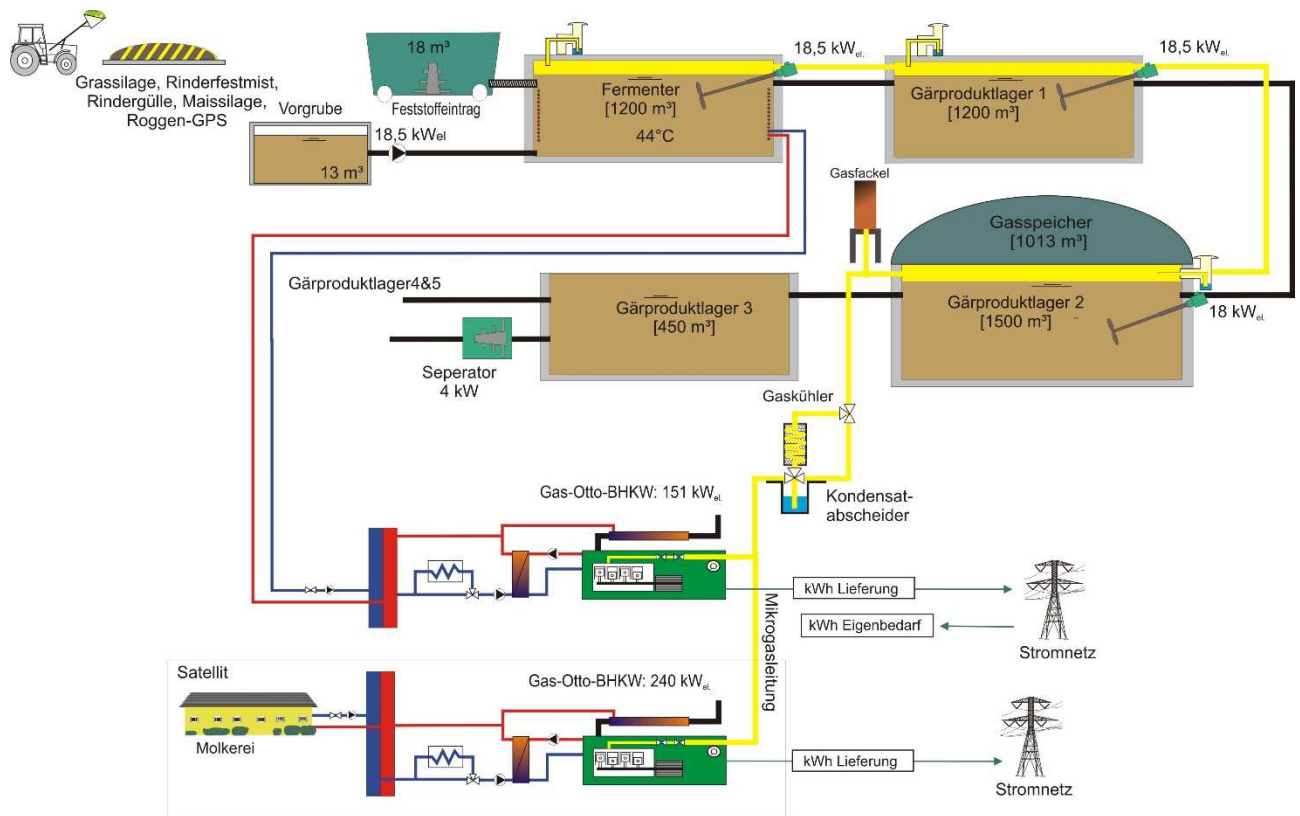 18 m³
Feststoffeintrag
Grassilage, Rinderfestmist,
Rindergülle, Maissilage,
Roggen-GPS
Vorgrube
13 m³
18,5 kWel
Fermenter
[1200 m³]
44°C
18,5 kWel.
Gärproduktlager 1
[1200 m³]
18,5 kWel.
Gasfackel
Gasspeicher
[1013 m³]
Gärproduktlager 2
[1500 m³]
18 kWel.
Gärproduktlager4&5
Gärproduktlager 3
[450 m³]
Seperator
4 kW
Gaskühler
Kondensat-
abscheider
Gas-Otto-BHKW: 151 kWel.
kWh Lieferung
kWh Eigenbedarf
Stromnetz
Mikrogasleitung
Satellit
Molkerei
Gas-Otto-BHKW: 240 kWel.
kWh Lieferung
Stromnetz